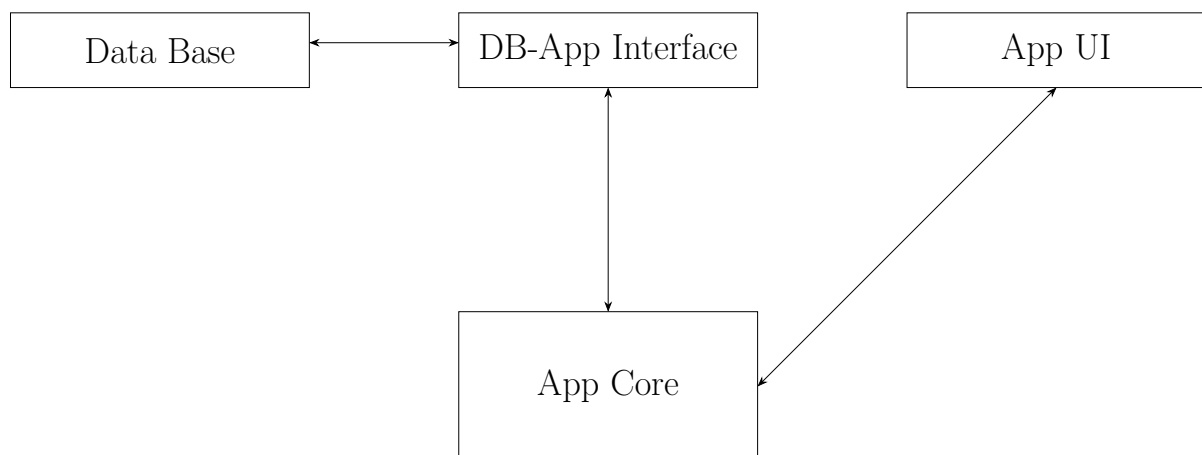 Data Base
DB-App Interface
App UI
App Core